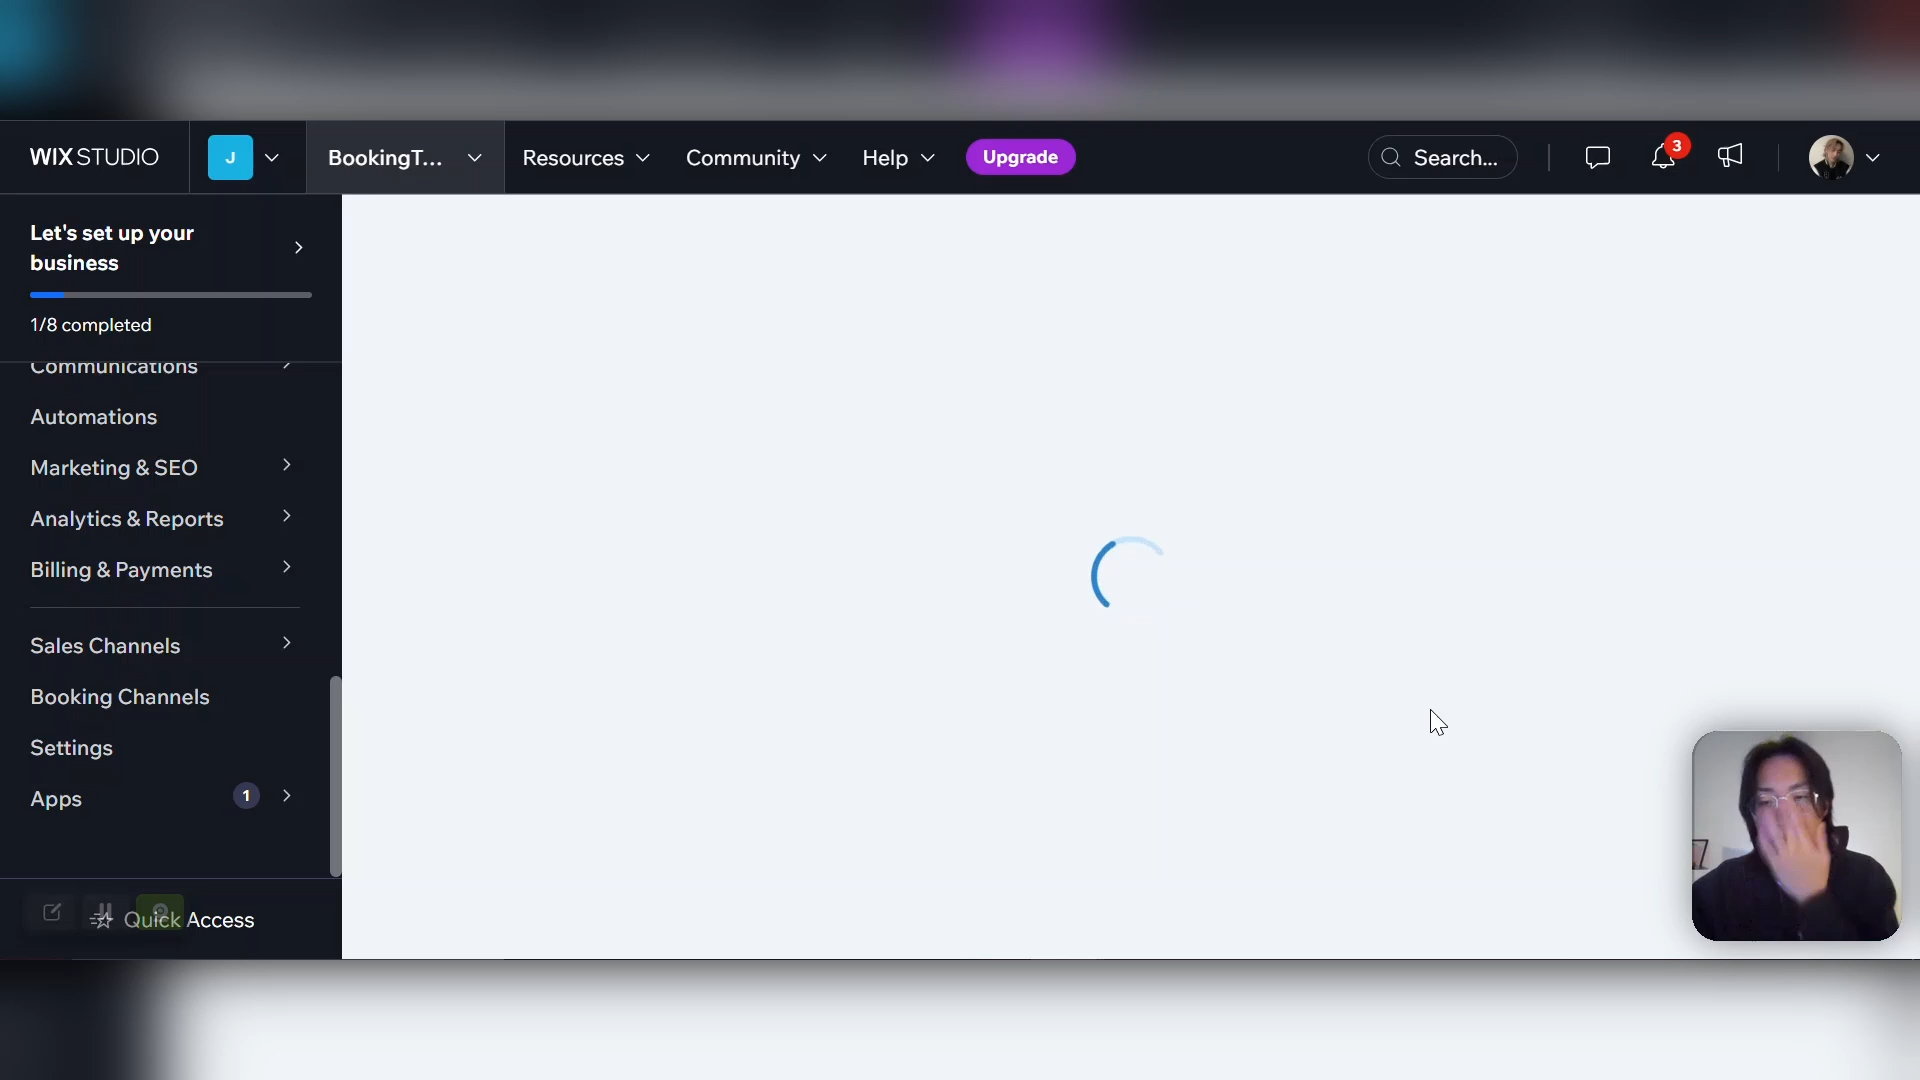 WIX STUDIO
J
BookingT...
Resources
Community
Help
Upgrade
Search...
3
Let's set up your
business
1/8 completed
Communications
Automations
Marketing & SEO
Analytics & Reports
Billing & Payments
Sales Channels
Booking Channels
Settings
Apps
1
Quick Access